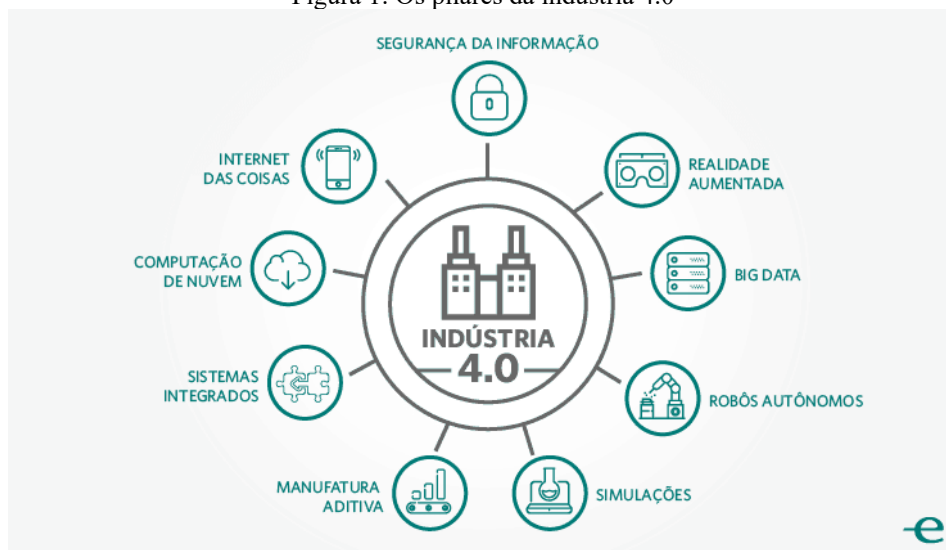 Figura 1: Os pilares da indústria 4.0
SEGURANÇA DA INFORMAÇÃO
INTERNET
DAS COISAS
REALIDADE
AUMENTADA
COMPUTAÇÃO
DE NUVEM
BIG DATA
INDÚSTRIA
4.0
SISTEMAS
INTEGRADOS
ROBÔS AUTÔNOMOS
MANUFATURA
ADITIVA
SIMULAÇÕES
e